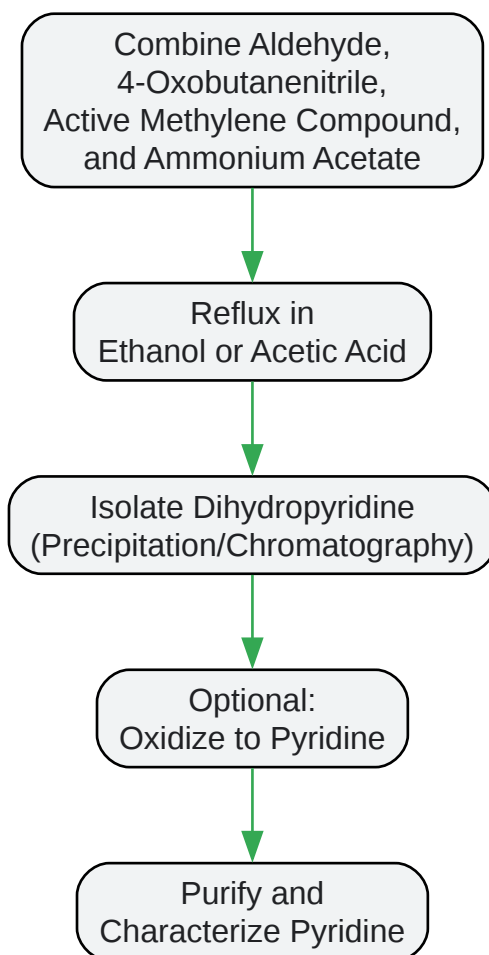 Combine Aldehyde,
4-Oxobutanenitrile,
Active Methylene Compound,
and Ammonium Acetate
Reflux in
Ethanol or Acetic Acid
Isolate Dihydropyridine
(Precipitation/Chromatography)
Optional:
Oxidize to Pyridine
Purify and
Characterize Pyridine